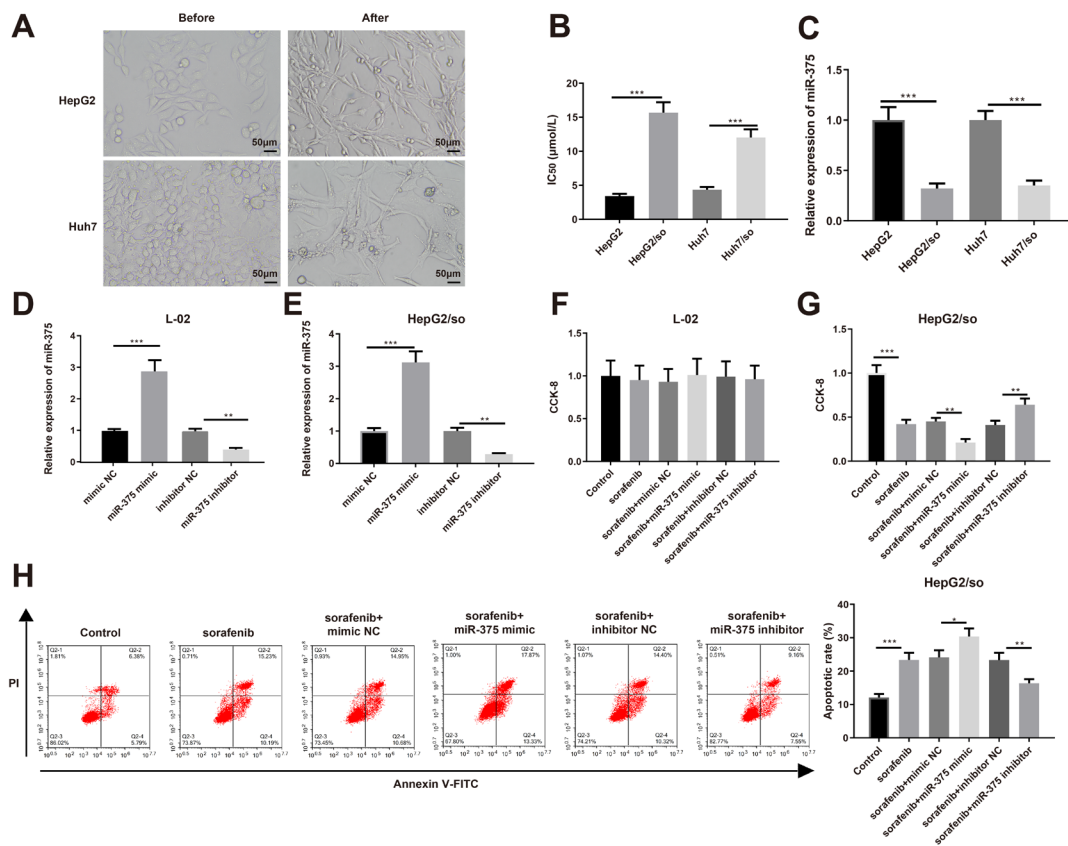 A
Before
After
HepG2
50μm
50μm
Huh7
50μm
50μm
B
IC50 (μmol/L)
20
15
10
5
0
***
***
HepG2
HepG2/so
Huh7
Huh7/so
C
Relative expression of miR-375
1.5
1.0
0.5
0.0
***
***
HepG2
HepG2/so
Huh7
Huh7/so
D
L-02
Relative expression of miR-375
4
3
2
1
0
***
**
mimic NC
miR-375 mimic
inhibitor NC
miR-375 inhibitor
E
HepG2/so
Relative expression of miR-375
4
3
2
1
0
***
**
mimic NC
miR-375 mimic
inhibitor NC
miR-375 inhibitor
F
L-02
CCK-8
1.5
1.0
0.5
0.0
Control
sorafenib
sorafenib+mimic NC
sorafenib+miR-375 mimic
sorafenib+inhibitor NC
sorafenib+miR-375 inhibitor
G
HepG2/so
CCK-8
1.5
1.0
0.5
0.0
***
**
**
Control
sorafenib
sorafenib+mimic NC
sorafenib+miR-375 mimic
sorafenib+inhibitor NC
sorafenib+miR-375 inhibitor
H
PI
Annexin V-FITC
Control
Q2-1
1.81%
Q2-2
6.38%
Q2-3
86.02%
Q2-4
5.79%
sorafenib
Q2-1
0.71%
Q2-2
15.23%
Q2-3
73.87%
Q2-4
10.19%
sorafenib+
mimic NC
Q2-1
0.93%
Q2-2
14.95%
Q2-3
73.45%
Q2-4
10.68%
sorafenib+
miR-375 mimic
Q2-1
1.00%
Q2-2
17.87%
Q2-3
67.80%
Q2-4
13.33%
sorafenib+
inhibitor NC
Q2-1
1.07%
Q2-2
14.40%
Q2-3
74.21%
Q2-4
10.32%
sorafenib+
miR-375 inhibitor
Q2-1
0.51%
Q2-2
9.16%
Q2-3
82.77%
Q2-4
7.55%
HepG2/so
Apoptotic rate (%)
40
30
20
10
0
***
*
**
Control
sorafenib
sorafenib+mimic NC
sorafenib+miR-375 mimic
sorafenib+inhibitor NC
sorafenib+miR-375 inhibitor